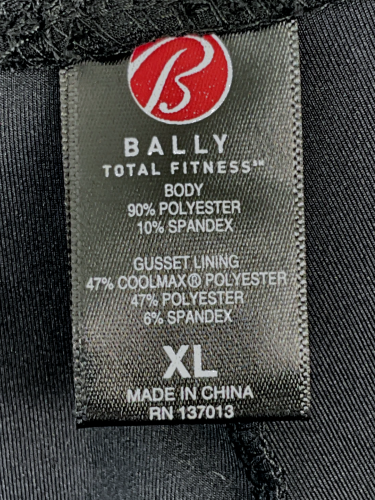 B
BALLY
TOTAL FITNESS℠
BODY
90% POLYESTER
10% SPANDEX
GUSSET LINING
47% COOLMAX® POLYESTER
47% POLYESTER
6% SPANDEX
XL
MADE IN CHINA
RN 137013